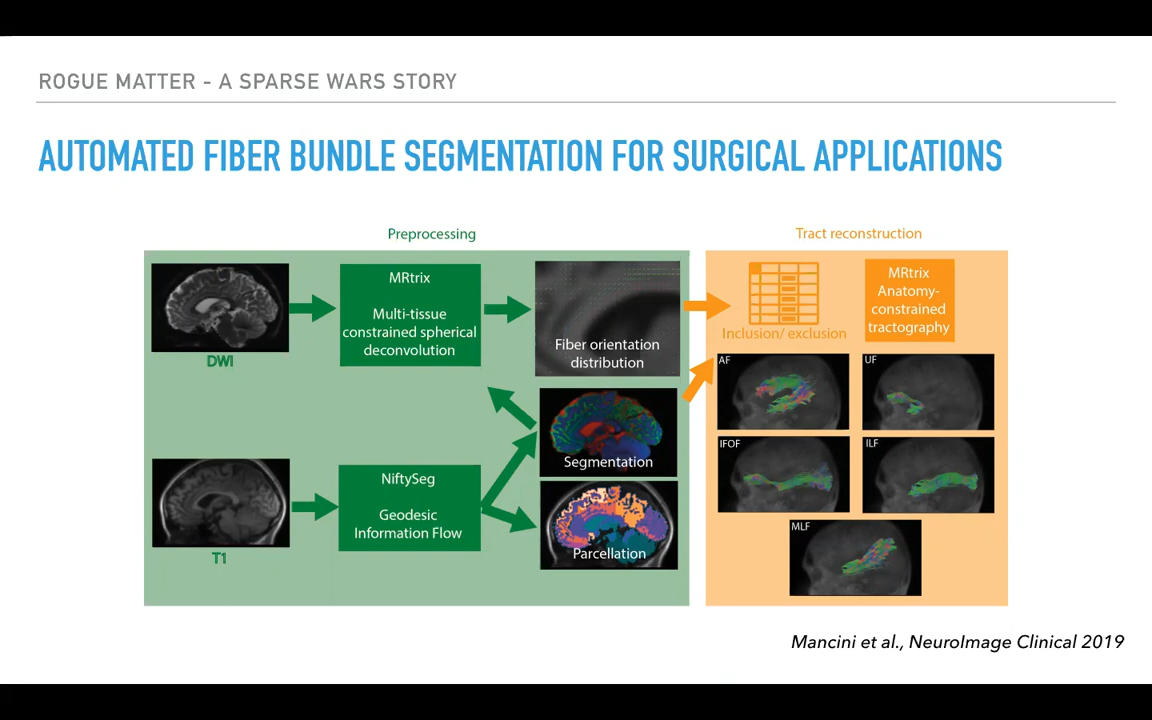 ROGUE MATTER - A SPARSE WARS STORY
AUTOMATED FIBER BUNDLE SEGMENTATION FOR SURGICAL APPLICATIONS
Preprocessing
DWI
MRtrix
Multi-tissue
constrained spherical
deconvolution
Fiber orientation
distribution
Segmentation
T1
NiftySeg
Geodesic
Information Flow
Parcellation
Tract reconstruction
Inclusion/ exclusion
MRtrix
Anatomy-
constrained
tractography
AF
UF
IFOF
ILF
MLF
Mancini et al., NeuroImage Clinical 2019